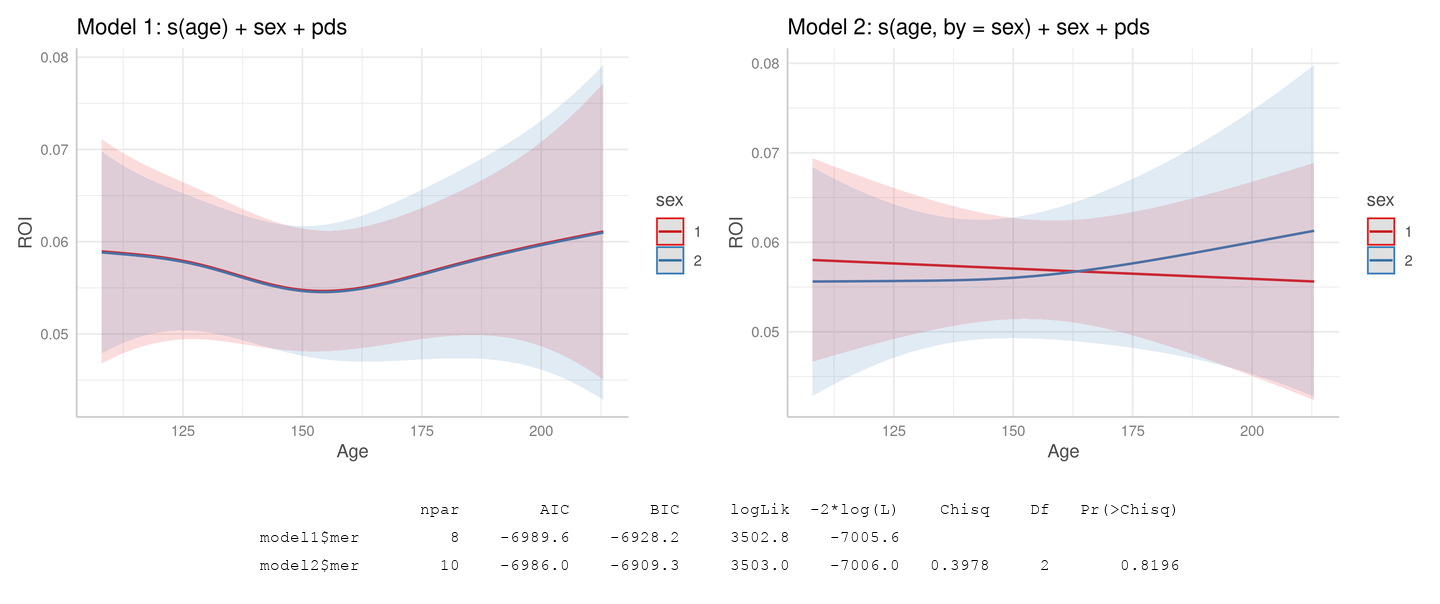 Model 1: s(age) + sex + pds
0.08
0.07
0.06
0.05
ROI
125 150 175 200
Age
sex
1
2
Model 2: s(age, by = sex) + sex + pds
0.08
0.07
0.06
0.05
ROI
125 150 175 200
Age
sex
1
2
npar AIC BIC logLik -2*log(L) Chisq Df Pr(>Chisq)
model1$mer 8 -6989.6 -6928.2 3502.8 -7005.6
model2$mer 10 -6986.0 -6909.3 3503.0 -7006.0 0.3978 2 0.8196